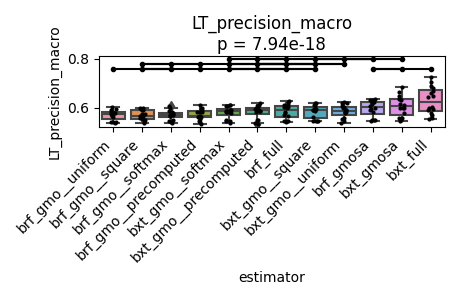 LT_precision_macro
p = 7.94e-18
LT_precision_macro
0.8
0.6
brf_gmo__uniform
brf_gmo__square
brf_gmo__softmax
brf_gmo__precomputed
bxt_gmo__softmax
bxt_gmo__precomputed
brf_full
bxt_gmo__square
bxt_gmo__uniform
brf_gmosa
bxt_gmosa
bxt_full
estimator